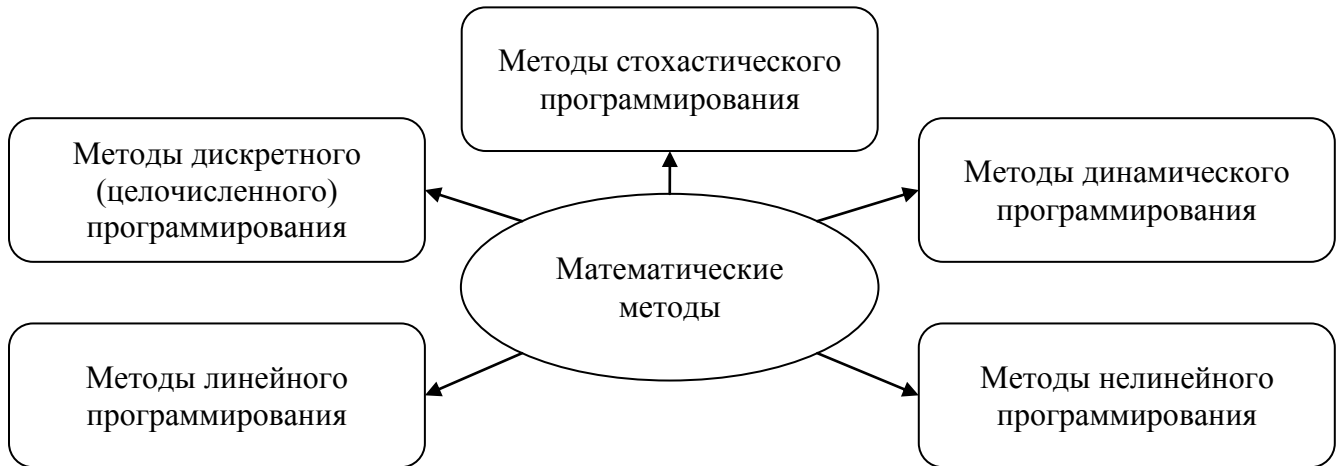 Методы стохастического
программирования
Методы дискретного
(целочисленного)
программирования
Методы динамического
программирования
Математические
методы
Методы линейного
программирования
Методы нелинейного
программирования